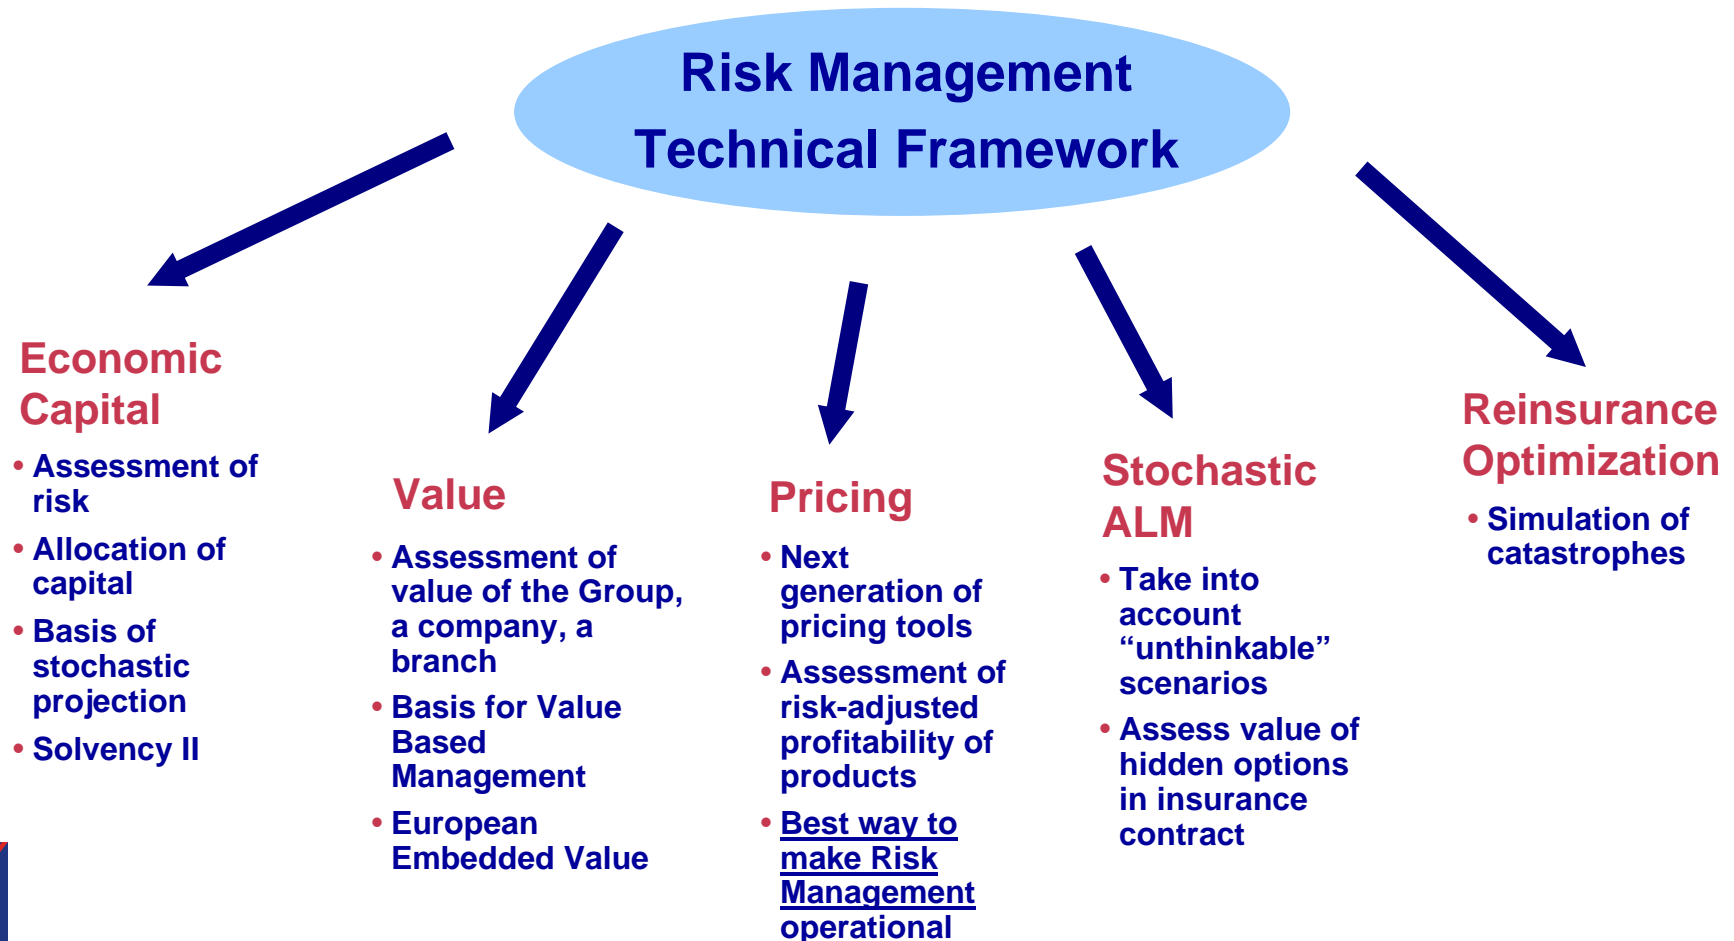 Risk Management
Technical Framework
Economic
Capital
• Assessment of
risk
• Allocation of
capital
• Basis of
stochastic
projection
• Solvency II
Value
• Assessment of
value of the Group,
a company, a
branch
• Basis for Value
Based
Management
• European
Embedded Value
Pricing
• Next
generation of
pricing tools
• Assessment of
risk-adjusted
profitability of
products
• Best way to
make Risk
Management
operational
Stochastic
ALM
• Take into
account
“unthinkable”
scenarios
• Assess value of
hidden options
in insurance
contract
Reinsurance
Optimization
• Simulation of
catastrophes